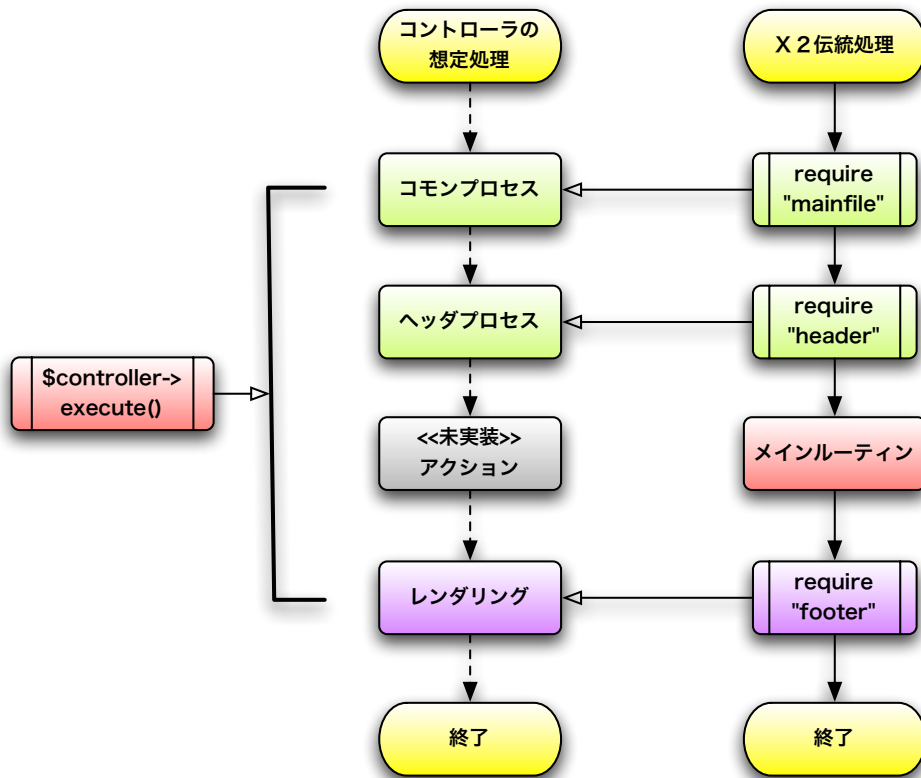 コントローラの
想定処理
X2伝統処理
コモンプロセス
require
"mainfile"
ヘッダプロセス
require
"header"
$controller->
execute()
<<未実装>>
アクション
メインルーティン
レンダリング
require
"footer"
終了
終了